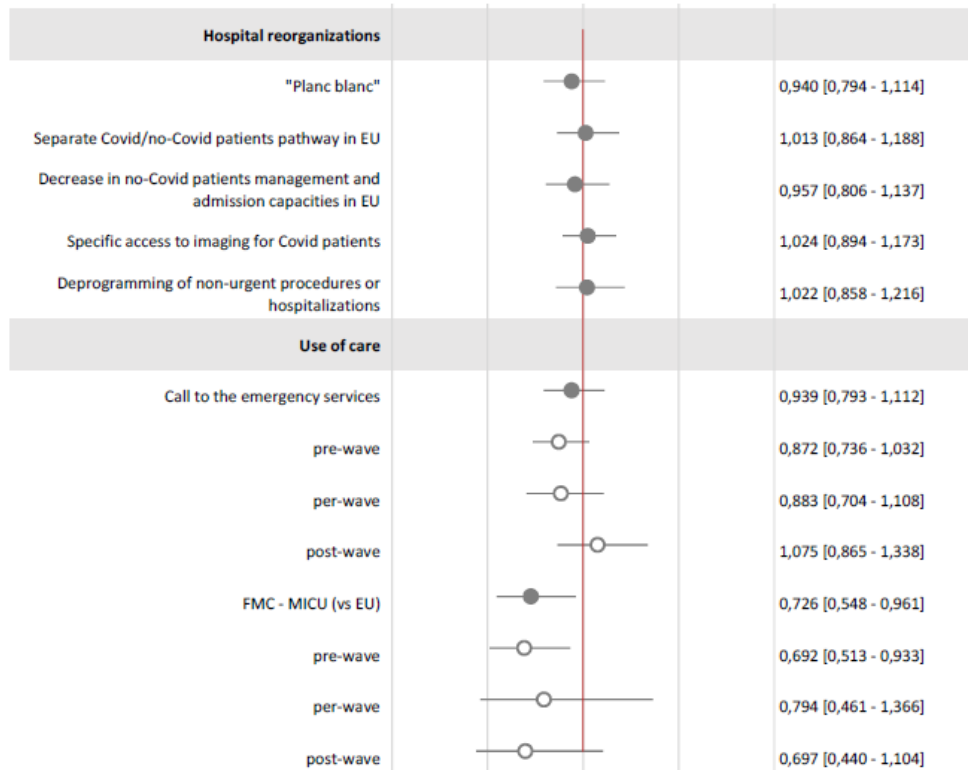 Hospital reorganizations
"Planc blanc" 0,940 [0,794 - 1,114]
Separate Covid/no-Covid patients pathway in EU 1,013 [0,864 - 1,188]
Decrease in no-Covid patients management and
admission capacities in EU 0,957 [0,806 - 1,137]
Specific access to imaging for Covid patients 1,024 [0,894 - 1,173]
Deprogramming of non-urgent procedures or
hospitalizations 1,022 [0,858 - 1,216]
Use of care
Call to the emergency services 0,939 [0,793 - 1,112]
pre-wave 0,872 [0,736 - 1,032]
per-wave 0,883 [0,704 - 1,108]
post-wave 1,075 [0,865 - 1,338]
FMC - MICU (vs EU) 0,726 [0,548 - 0,961]
pre-wave 0,692 [0,513 - 0,933]
per-wave 0,794 [0,461 - 1,366]
post-wave 0,697 [0,440 - 1,104]